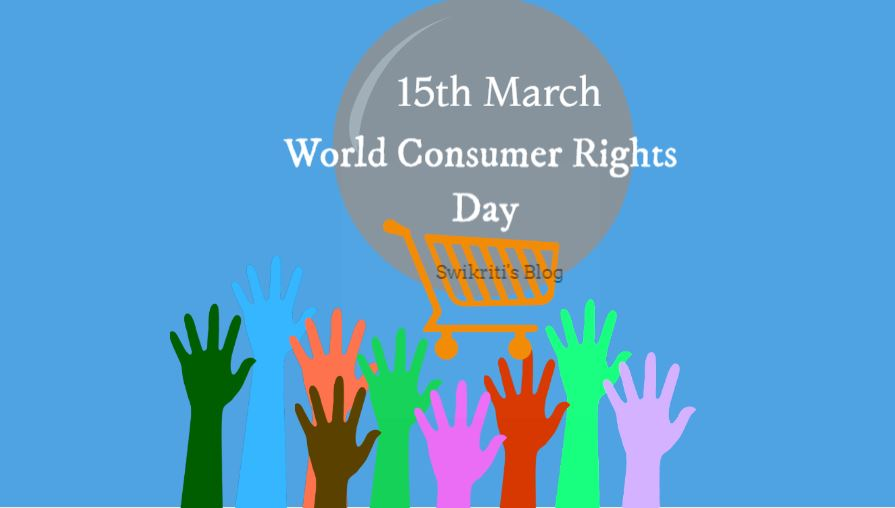 15th March
World Consumer Rights
Day
Swikriti's Blog